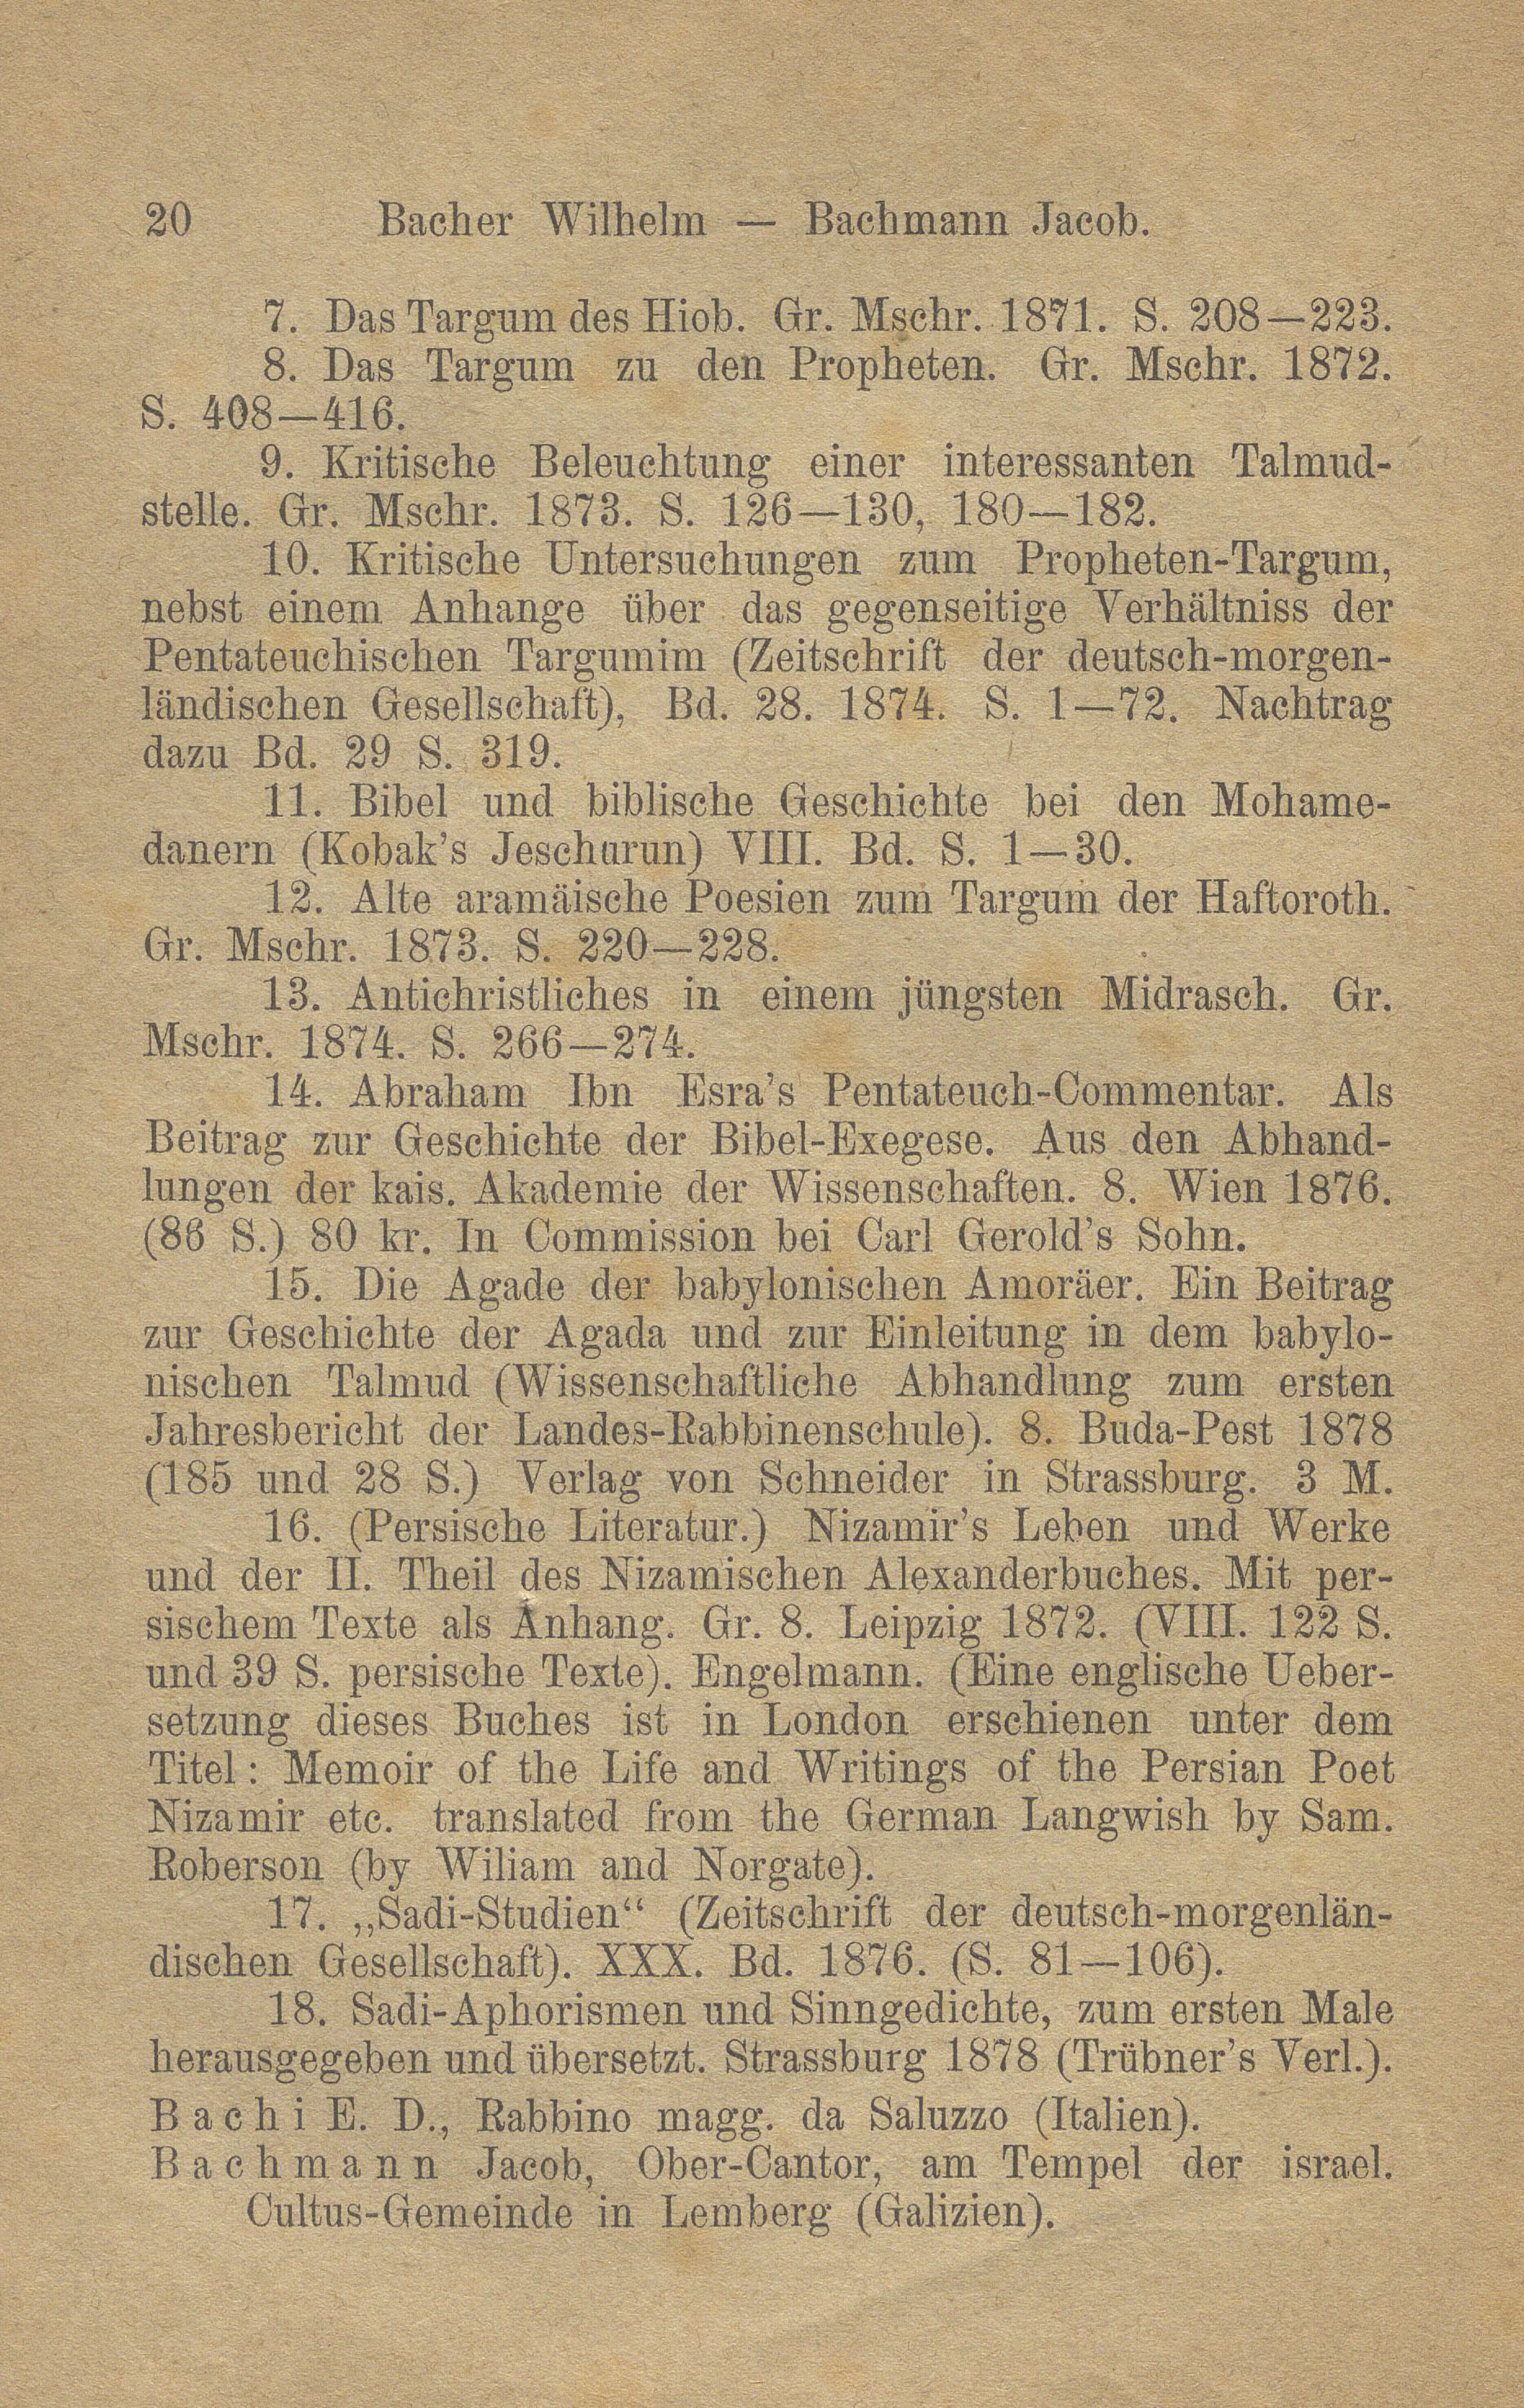 20 Bacher Wilhelm — Bachmann Jacob.
7. Das Targum des Hiob. Gr. Mschr. 1871. S. 208—223.
8. Das Targum zu den Propheten. Gr. Mschr. 1872.
S. 408—416.
9. Kritische Beleuchtung einer interessanten Talmud-
stelle. Gr. Mschr. 1873. S. 126—130, 180—182.
10. Kritische Untersuchungen zum Propheten-Targum,
nebst einem Anhange über das gegenseitige Verhältniss der
Pentateuchischen Targumim (Zeitschrift der deutsch-morgen-
ländischen Gesellschaft), Bd. 28. 1874. S. 1—72. Nachtrag
dazu Bd. 29 S. 319.
11. Bibel und biblische Geschichte bei den Mohame-
danern (Kobak's Jeschurun) VIII. Bd. S. 1—30.
12. Alte aramäische Poesien zum Targum der Haftoroth.
Gr. Mschr. 1873. S. 220—228.
13. Antichristliches in einem jüngsten Midrasch. Gr.
Mschr. 1874. S. 266—274.
14. Abraham Ibn Esra's Pentateuch-Commentar. Als
Beitrag zur Geschichte der Bibel-Exegese. Aus den Abhand-
lungen der kais. Akademie der Wissenschaften. 8. Wien 1876.
(86 S.) 80 kr. In Commission bei Carl Gerold's Sohn.
15. Die Agade der babylonischen Amoräer. Ein Beitrag
zur Geschichte der Agada und zur Einleitung in dem babylo-
nischen Talmud (Wissenschaftliche Abhandlung zum ersten
Jahresbericht der Landes-Rabbinenschule). 8. Buda-Pest 1878
(185 und 28 S.) Verlag von Schneider in Strassburg. 3 M.
16. (Persische Literatur.) Nizamir's Leben und Werke
und der II. Theil des Nizamischen Alexanderbuches. Mit per-
sischem Texte als Anhang. Gr. 8. Leipzig 1872. (VIII. 122 S.
und 39 S. persische Texte). Engelmann. (Eine englische Ueber-
setzung dieses Buches ist in London erschienen unter dem
Titel: Memoir of the Life and Writings of the Persian Poet
Nizamir etc. translated from the German Langwish by Sam.
Roberson (by Wiliam and Norgate).
17. „Sadi-Studien“ (Zeitschrift der deutsch-morgenlän-
dischen Gesellschaft). XXX. Bd. 1876. (S. 81—106).
18. Sadi-Aphorismen und Sinngedichte, zum ersten Male
herausgegeben und übersetzt. Strassburg 1878 (Trübner's Verl.).
Bachi E. D., Rabbino magg. da Saluzzo (Italien).
Bachmann Jacob, Ober-Cantor, am Tempel der israel.
Cultus-Gemeinde in Lemberg (Galizien).